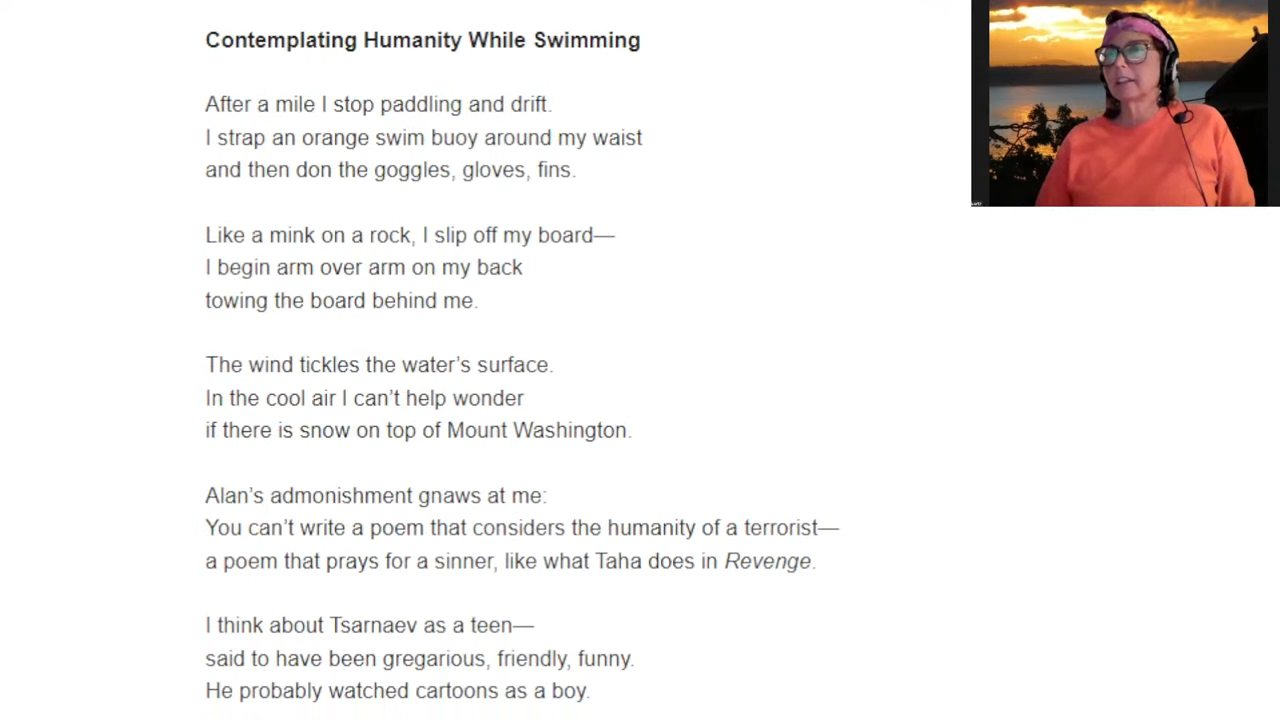 Contemplating Humanity While Swimming
After a mile I stop paddling and drift.
I strap an orange swim buoy around my waist
and then don the goggles, gloves, fins.
Like a mink on a rock, I slip off my board—
I begin arm over arm on my back
towing the board behind me.
The wind tickles the water’s surface.
In the cool air I can’t help wonder
if there is snow on top of Mount Washington.
Alan’s admonishment gnaws at me:
You can’t write a poem that considers the humanity of a terrorist—
a poem that prays for a sinner, like what Taha does in Revenge.
I think about Tsarnaev as a teen—
said to have been gregarious, friendly, funny.
He probably watched cartoons as a boy.